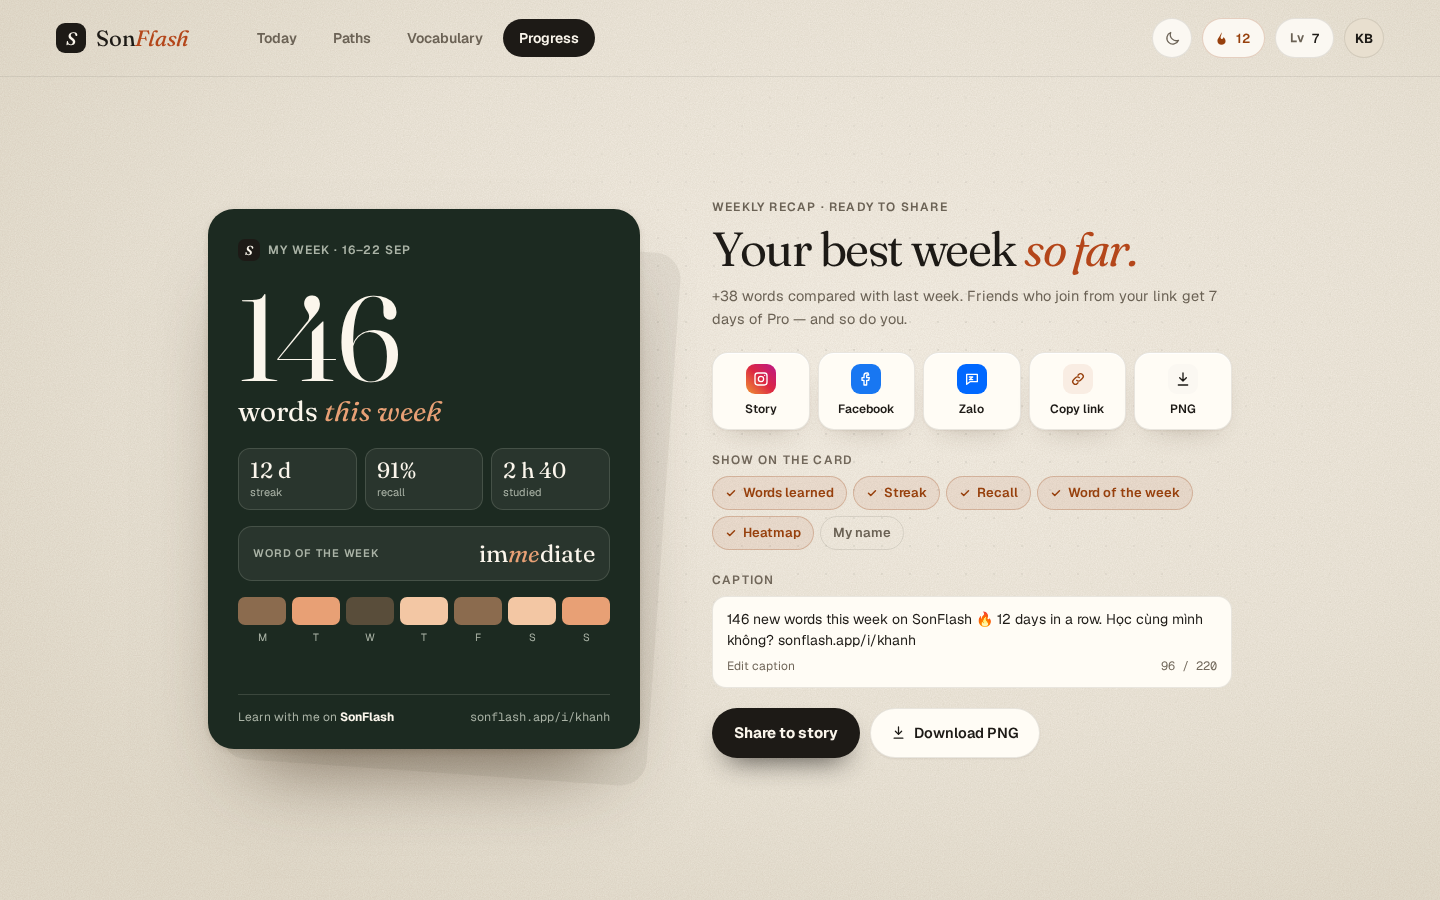 S SonFlash Today Paths Vocabulary Progress 12 Lv 7 KB
S MY WEEK · 16–22 SEP
146
words this week
12 d 91% 2 h 40
streak recall studied
WORD OF THE WEEK immediate
M T W T F S S
Learn with me on SonFlash sonflash.app/i/khanh
WEEKLY RECAP · READY TO SHARE
Your best week so far.
+38 words compared with last week. Friends who join from your link get 7
days of Pro — and so do you.
Story Facebook Zalo Copy link PNG
SHOW ON THE CARD
Words learned Streak Recall Word of the week
Heatmap My name
CAPTION
146 new words this week on SonFlash 🔥 12 days in a row. Học cùng mình
không? sonflash.app/i/khanh
Edit caption 96 / 220
Share to story Download PNG